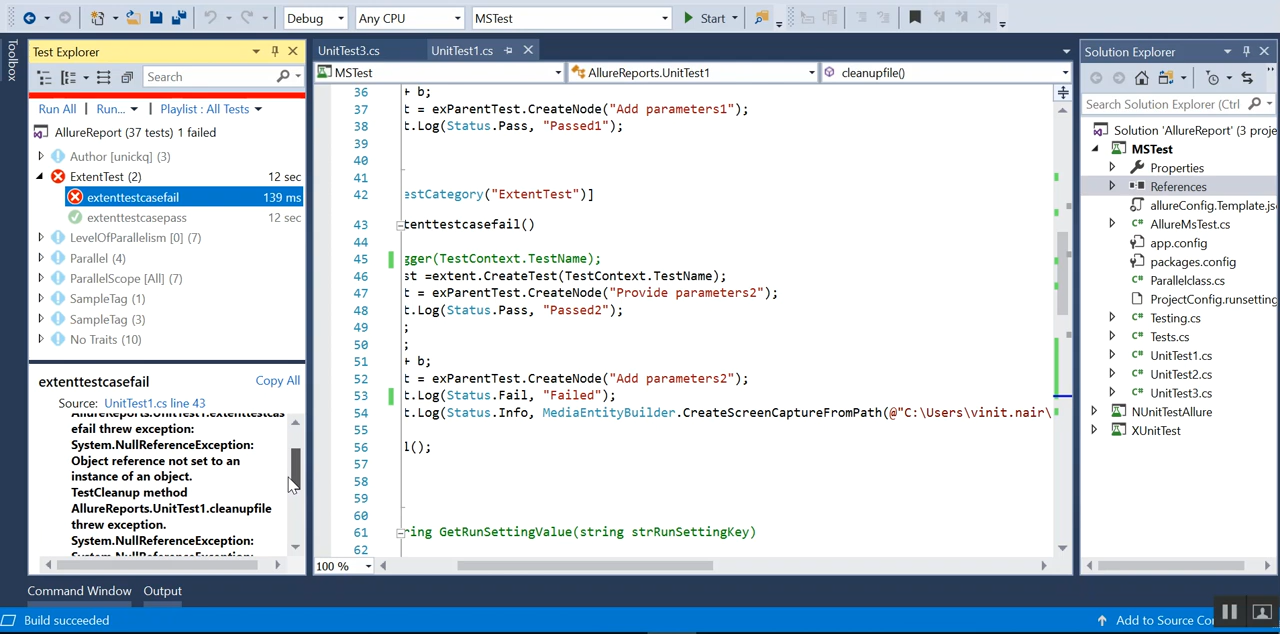 Debug
Any CPU
MSTest
Start
Toolbox
Test Explorer
Search
Run All | Run... Playlist : All Tests
AllureReport (37 tests) 1 failed
Author [unickq] (3)
ExtentTest (2) 12 sec
extenttestcasefail 139 ms
extenttestcasepass 12 sec
LevelOfParallelism [0] (7)
Parallel (4)
ParallelScope [All] (7)
SampleTag (1)
SampleTag (3)
No Traits (10)
extenttestcasefail Copy All
Source: UnitTest1.cs line 43
AllureReports.UnitTest1.extenttestcas
efail threw exception:
System.NullReferenceException:
Object reference not set to an
instance of an object.
TestCleanup method
AllureReports.UnitTest1.cleanupfile
threw exception.
System.NullReferenceException:
System.NullReferenceException:
UnitTest3.cs
UnitTest1.cs
MSTest
AllureReports.UnitTest1
cleanupfile()
36 + b;
37 t = exParentTest.CreateNode("Add parameters1");
38 t.Log(Status.Pass, "Passed1");
39
40
41
42 estCategory("ExtentTest")]
43 tenttestcasefail()
44
45 gger(TestContext.TestName);
46 st =extent.CreateTest(TestContext.TestName);
47 t = exParentTest.CreateNode("Provide parameters2");
48 t.Log(Status.Pass, "Passed2");
49 ;
50 ;
51 + b;
52 t = exParentTest.CreateNode("Add parameters2");
53 t.Log(Status.Fail, "Failed");
54 t.Log(Status.Info, MediaEntityBuilder.CreateScreenCaptureFromPath(@"C:\Users\vinit.nair\
55
56 l();
57
58
59
60
61 ring GetRunSettingValue(string strRunSettingKey)
62
100 %
Solution Explorer
Search Solution Explorer (Ctrl
Solution 'AllureReport' (3 proje
MSTest
Properties
References
allureConfig.Template.js
AllureMsTest.cs
app.config
packages.config
Parallelclass.cs
ProjectConfig.runsetting
Testing.cs
Tests.cs
UnitTest1.cs
UnitTest2.cs
UnitTest3.cs
NUnitTestAllure
XUnitTest
Command Window
Output
Build succeeded
Add to Source Co